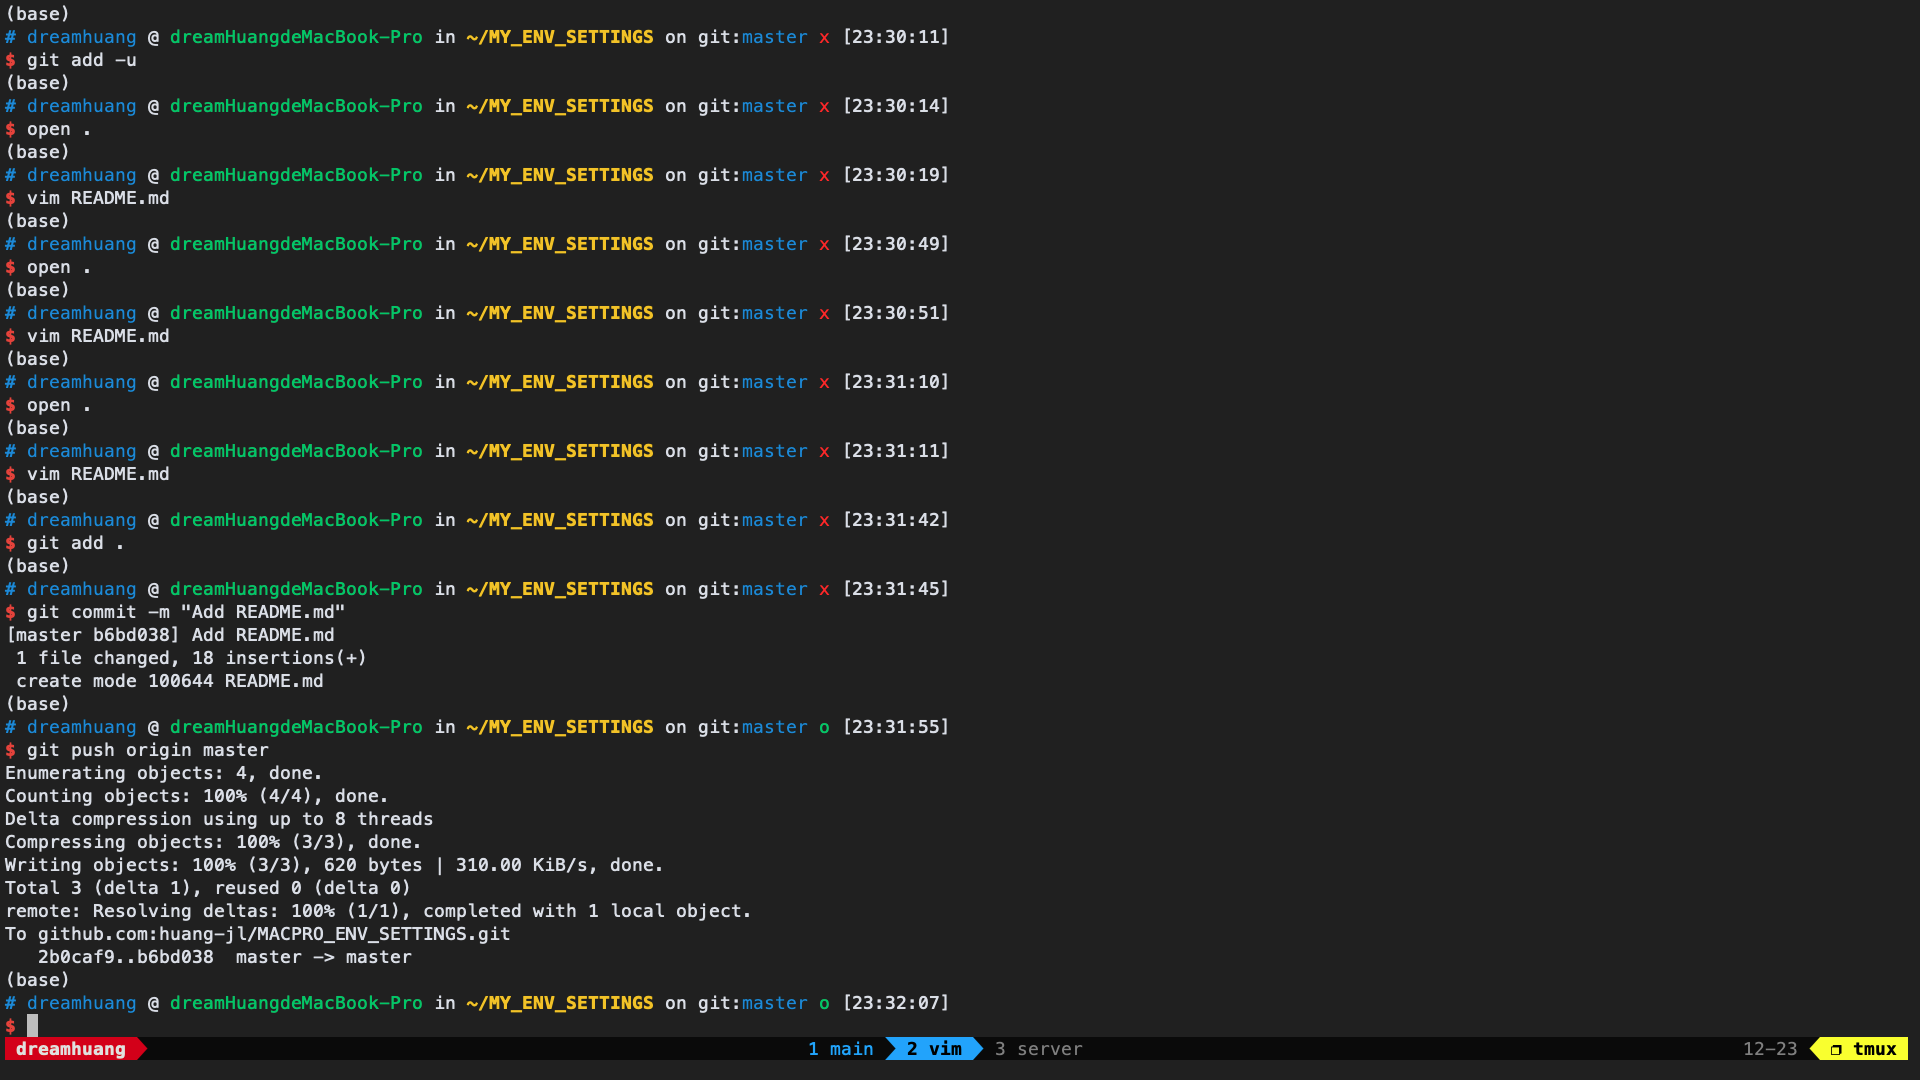 (base)
# dreamhuang @ dreamHuangdeMacBook-Pro in ~/MY_ENV_SETTINGS on git:master x [23:30:11]
$ git add -u
(base)
# dreamhuang @ dreamHuangdeMacBook-Pro in ~/MY_ENV_SETTINGS on git:master x [23:30:14]
$ open .
(base)
# dreamhuang @ dreamHuangdeMacBook-Pro in ~/MY_ENV_SETTINGS on git:master x [23:30:19]
$ vim README.md
(base)
# dreamhuang @ dreamHuangdeMacBook-Pro in ~/MY_ENV_SETTINGS on git:master x [23:30:49]
$ open .
(base)
# dreamhuang @ dreamHuangdeMacBook-Pro in ~/MY_ENV_SETTINGS on git:master x [23:30:51]
$ vim README.md
(base)
# dreamhuang @ dreamHuangdeMacBook-Pro in ~/MY_ENV_SETTINGS on git:master x [23:31:10]
$ open .
(base)
# dreamhuang @ dreamHuangdeMacBook-Pro in ~/MY_ENV_SETTINGS on git:master x [23:31:11]
$ vim README.md
(base)
# dreamhuang @ dreamHuangdeMacBook-Pro in ~/MY_ENV_SETTINGS on git:master x [23:31:42]
$ git add .
(base)
# dreamhuang @ dreamHuangdeMacBook-Pro in ~/MY_ENV_SETTINGS on git:master x [23:31:45]
$ git commit -m "Add README.md"
[master b6bd038] Add README.md
 1 file changed, 18 insertions(+)
 create mode 100644 README.md
(base)
# dreamhuang @ dreamHuangdeMacBook-Pro in ~/MY_ENV_SETTINGS on git:master o [23:31:55]
$ git push origin master
Enumerating objects: 4, done.
Counting objects: 100% (4/4), done.
Delta compression using up to 8 threads
Compressing objects: 100% (3/3), done.
Writing objects: 100% (3/3), 620 bytes | 310.00 KiB/s, done.
Total 3 (delta 1), reused 0 (delta 0)
remote: Resolving deltas: 100% (1/1), completed with 1 local object.
To github.com:huang-jl/MACPRO_ENV_SETTINGS.git
   2b0caf9..b6bd038  master -> master
(base)
# dreamhuang @ dreamHuangdeMacBook-Pro in ~/MY_ENV_SETTINGS on git:master o [23:32:07]
$
dreamhuang 1 main 2 vim 3 server 12-23 ❐ tmux